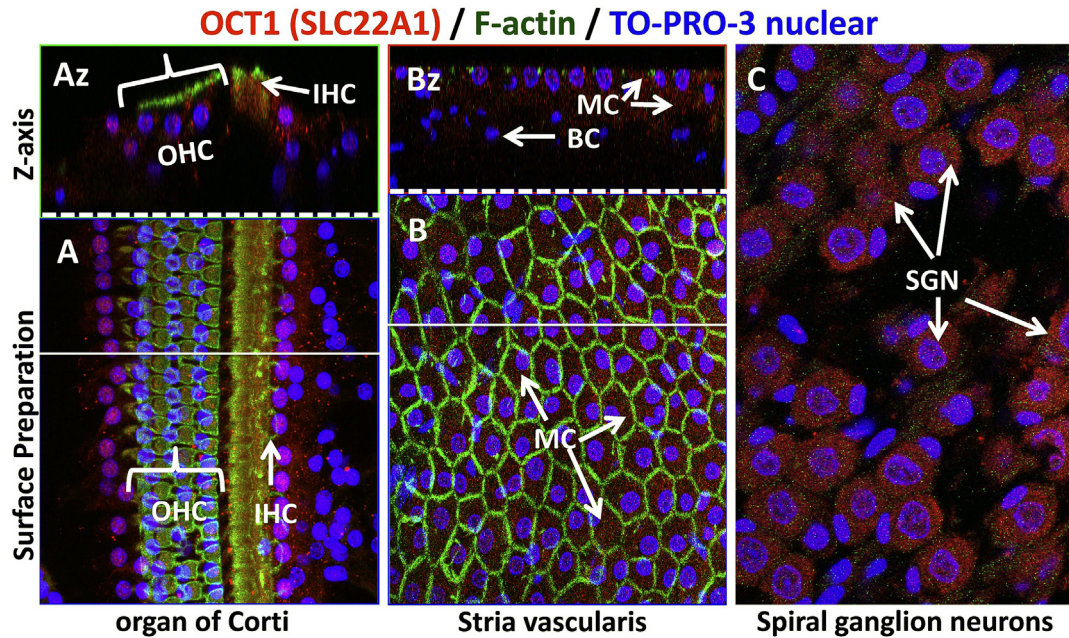 OCT1 (SLC22A1) / F-actin / TO-PRO-3 nuclear
Z-axis
Az
IHC
OHC
Bz
MC
BC
C
SGN
Surface Preparation
A
OHC
IHC
B
MC
organ of Corti
Stria vascularis
Spiral ganglion neurons